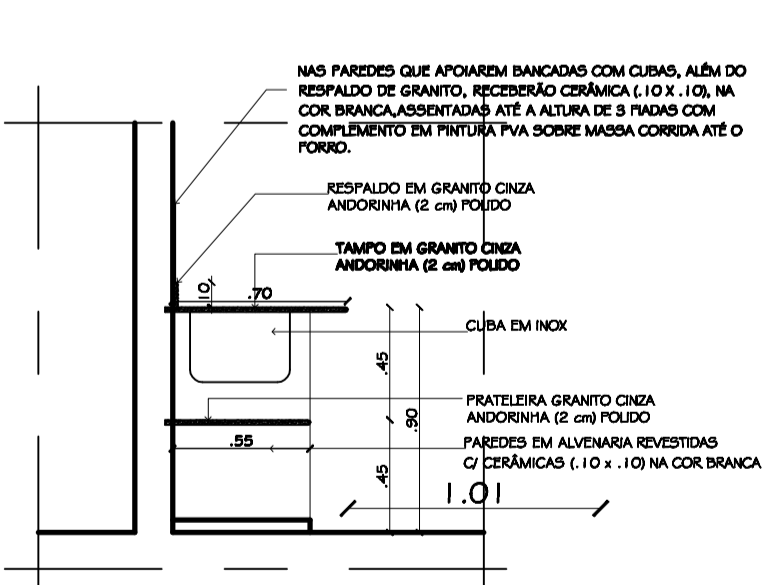 NAS PAREDES QUE APOIAREM BANCADAS COM CUBAS, ALÉM DO
RESPALDO DE GRANITO, RECEBERÃO CERÂMICA (.10 X .10), NA
COR BRANCA,ASSENTADAS ATÉ A ALTURA DE 3 FIADAS COM
COMPLEMENTO EM PINTURA PVA SOBRE MASSA CORRIDA ATÉ O
FORRO.
RESPALDO EM GRANITO CINZA
ANDORINHA (2 cm) POLIDO
TAMPO EM GRANITO CINZA
ANDORINHA (2 cm) POLIDO
.10
.70
CUBA EM INOX
.45
PRATELEIRA GRANITO CINZA
ANDORINHA (2 cm) POLIDO
.90
.55
PAREDES EM ALVENARIA REVESTIDAS
C/ CERÂMICAS (.10 x .10) NA COR BRANCA
.45
1.01